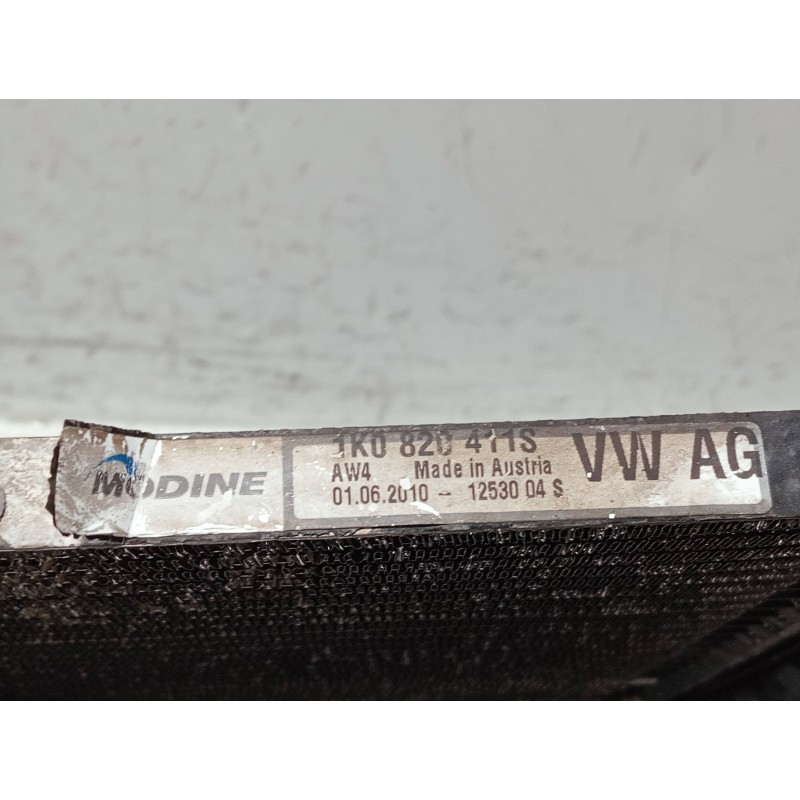 MODINE
1K0 820 411S
AW4 Made in Austria
01.06.2010 - 12530 04 S
VW AG